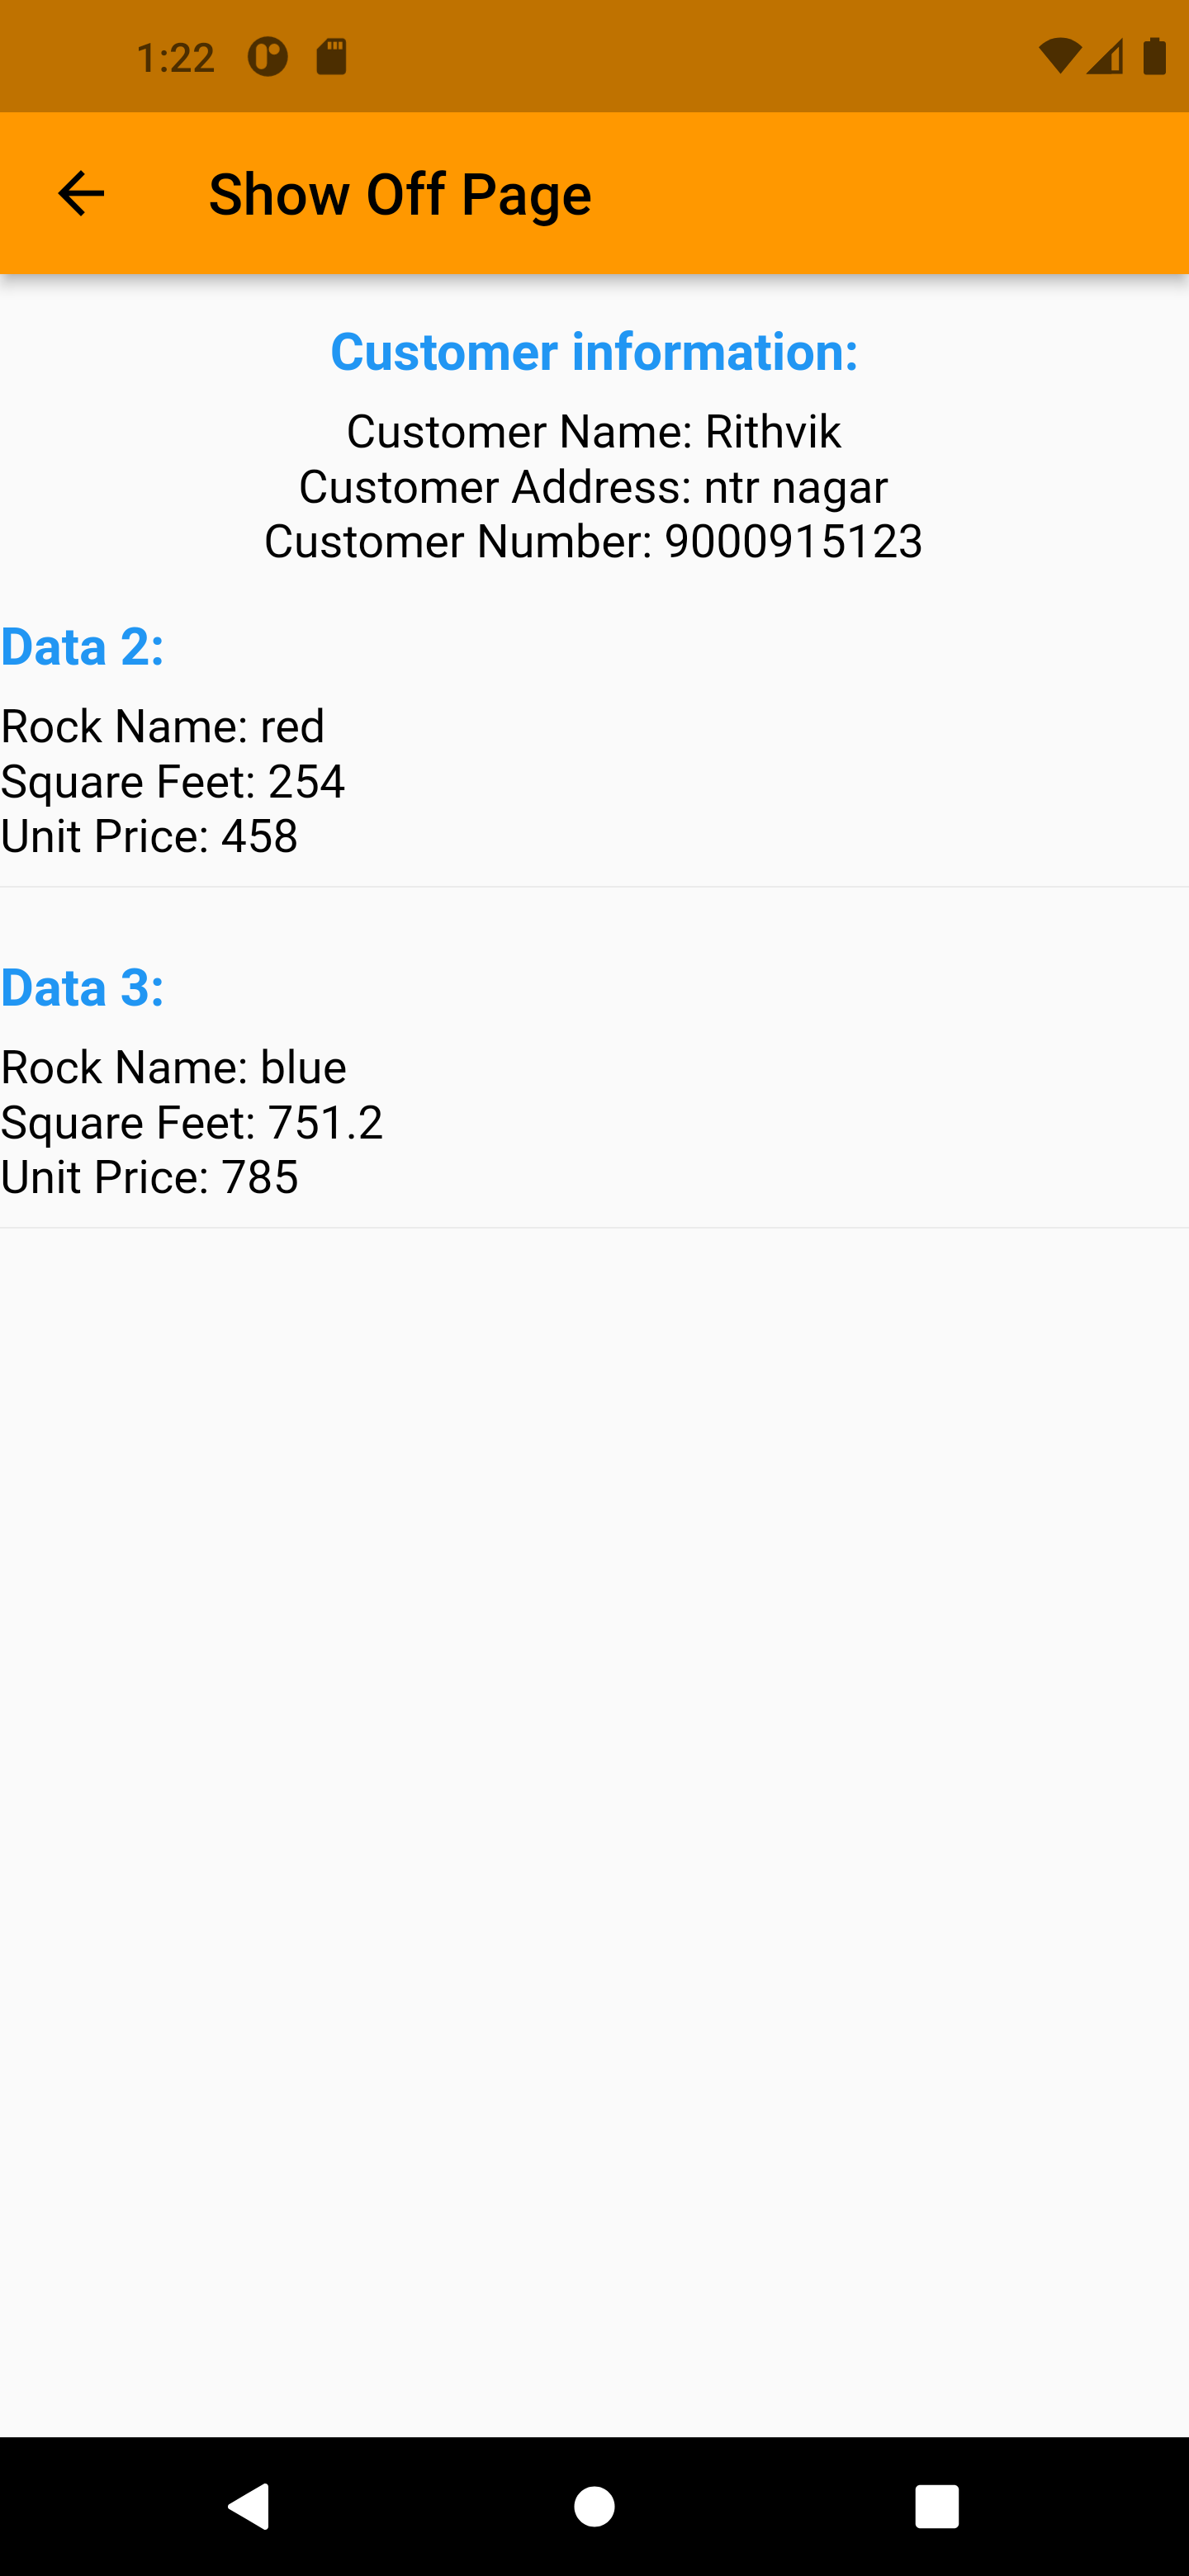 1:22
Show Off Page
Customer information:
Customer Name: Rithvik
Customer Address: ntr nagar
Customer Number: 9000915123
Data 2:
Rock Name: red
Square Feet: 254
Unit Price: 458
Data 3:
Rock Name: blue
Square Feet: 751.2
Unit Price: 785